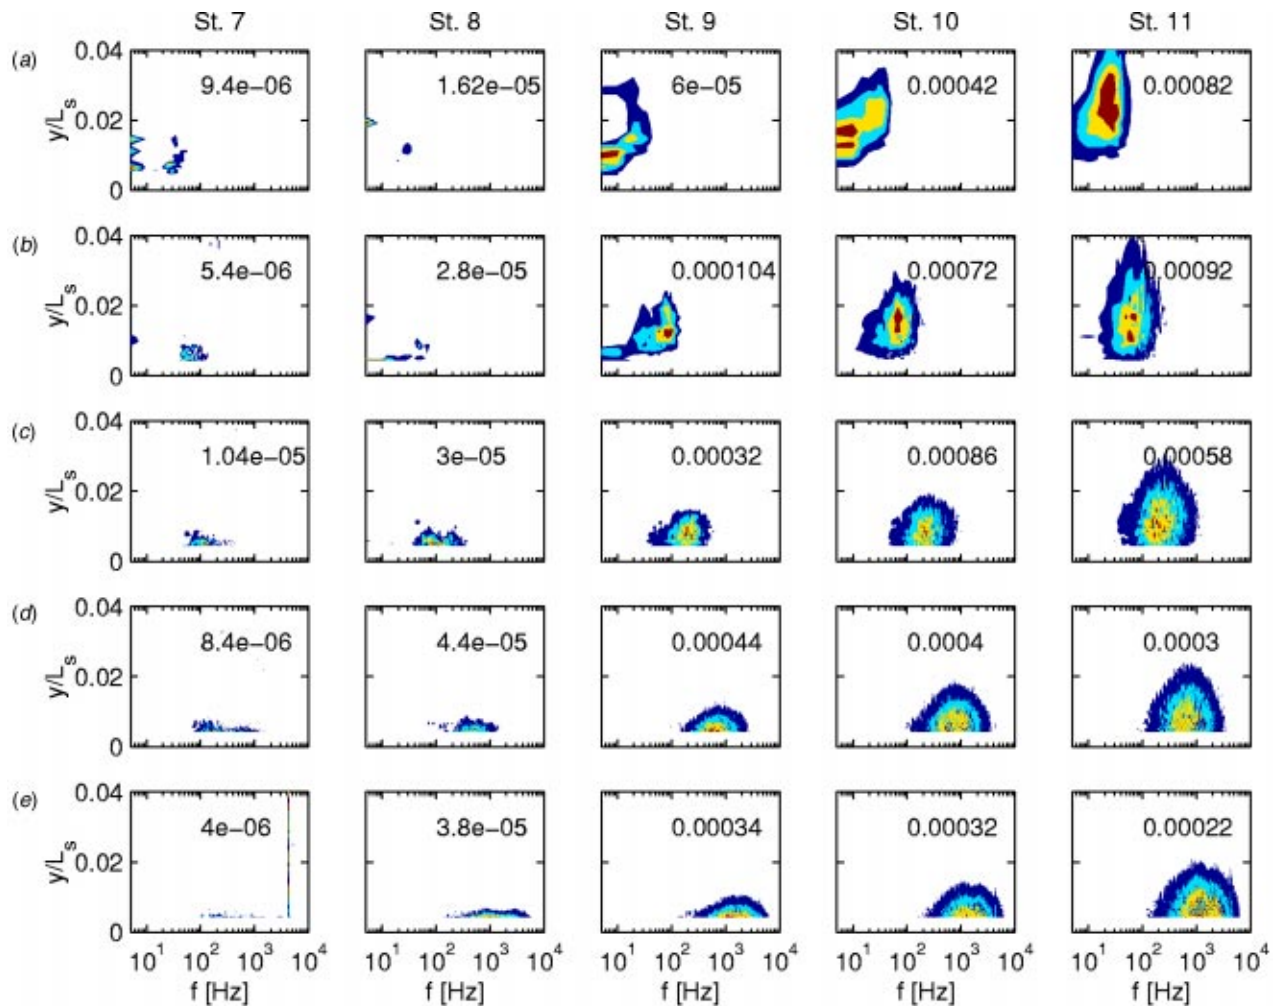 St. 7 St. 8 St. 9 St. 10 St. 11
(a) y/Ls 0.04 0.02 0 9.4e−06 1.62e−05 6e−05 0.00042 0.00082
(b) y/Ls 0.04 0.02 0 5.4e−06 2.8e−05 0.000104 0.00072 0.00092
(c) y/Ls 0.04 0.02 0 1.04e−05 3e−05 0.00032 0.00086 0.00058
(d) y/Ls 0.04 0.02 0 8.4e−06 4.4e−05 0.00044 0.0004 0.0003
(e) y/Ls 0.04 0.02 0 4e−06 3.8e−05 0.00034 0.00032 0.00022
10^1 10^2 10^3 10^4 10^1 10^2 10^3 10^4 10^1 10^2 10^3 10^4 10^1 10^2 10^3 10^4 10^1 10^2 10^3 10^4
f [Hz] f [Hz] f [Hz] f [Hz] f [Hz]